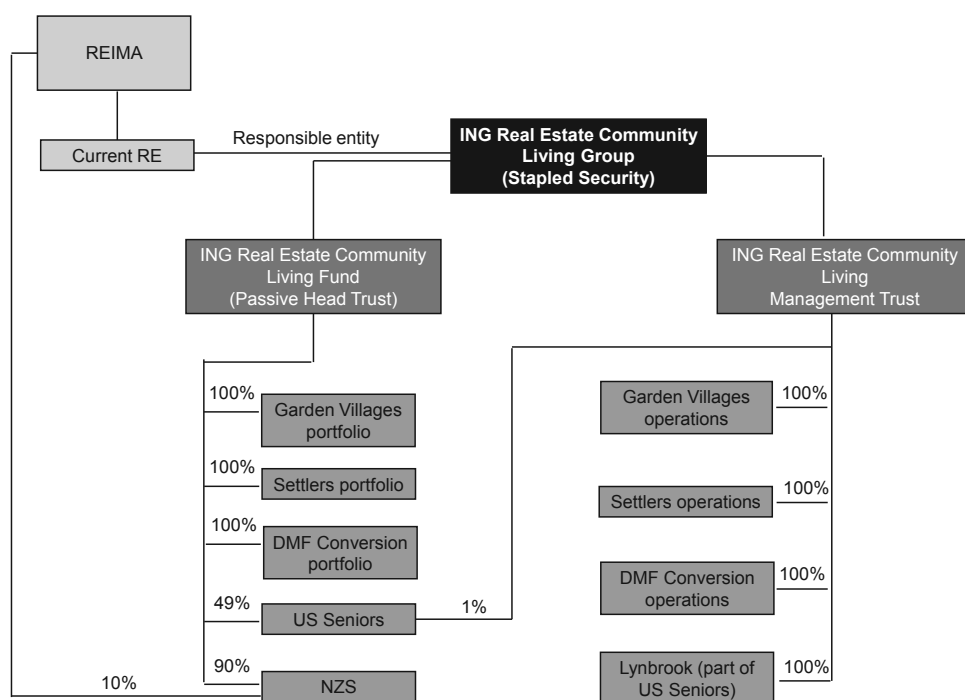 REIMA
Current RE
Responsible entity
ING Real Estate Community
Living Group
(Stapled Security)
ING Real Estate Community
Living Fund
(Passive Head Trust)
ING Real Estate Community
Living
Management Trust
100%
Garden Villages
portfolio
100%
Settlers portfolio
100%
DMF Conversion
portfolio
49%
US Seniors
1%
90%
NZS
10%
Garden Villages
operations
100%
Settlers operations
100%
DMF Conversion
operations
100%
Lynbrook (part of
US Seniors)
100%